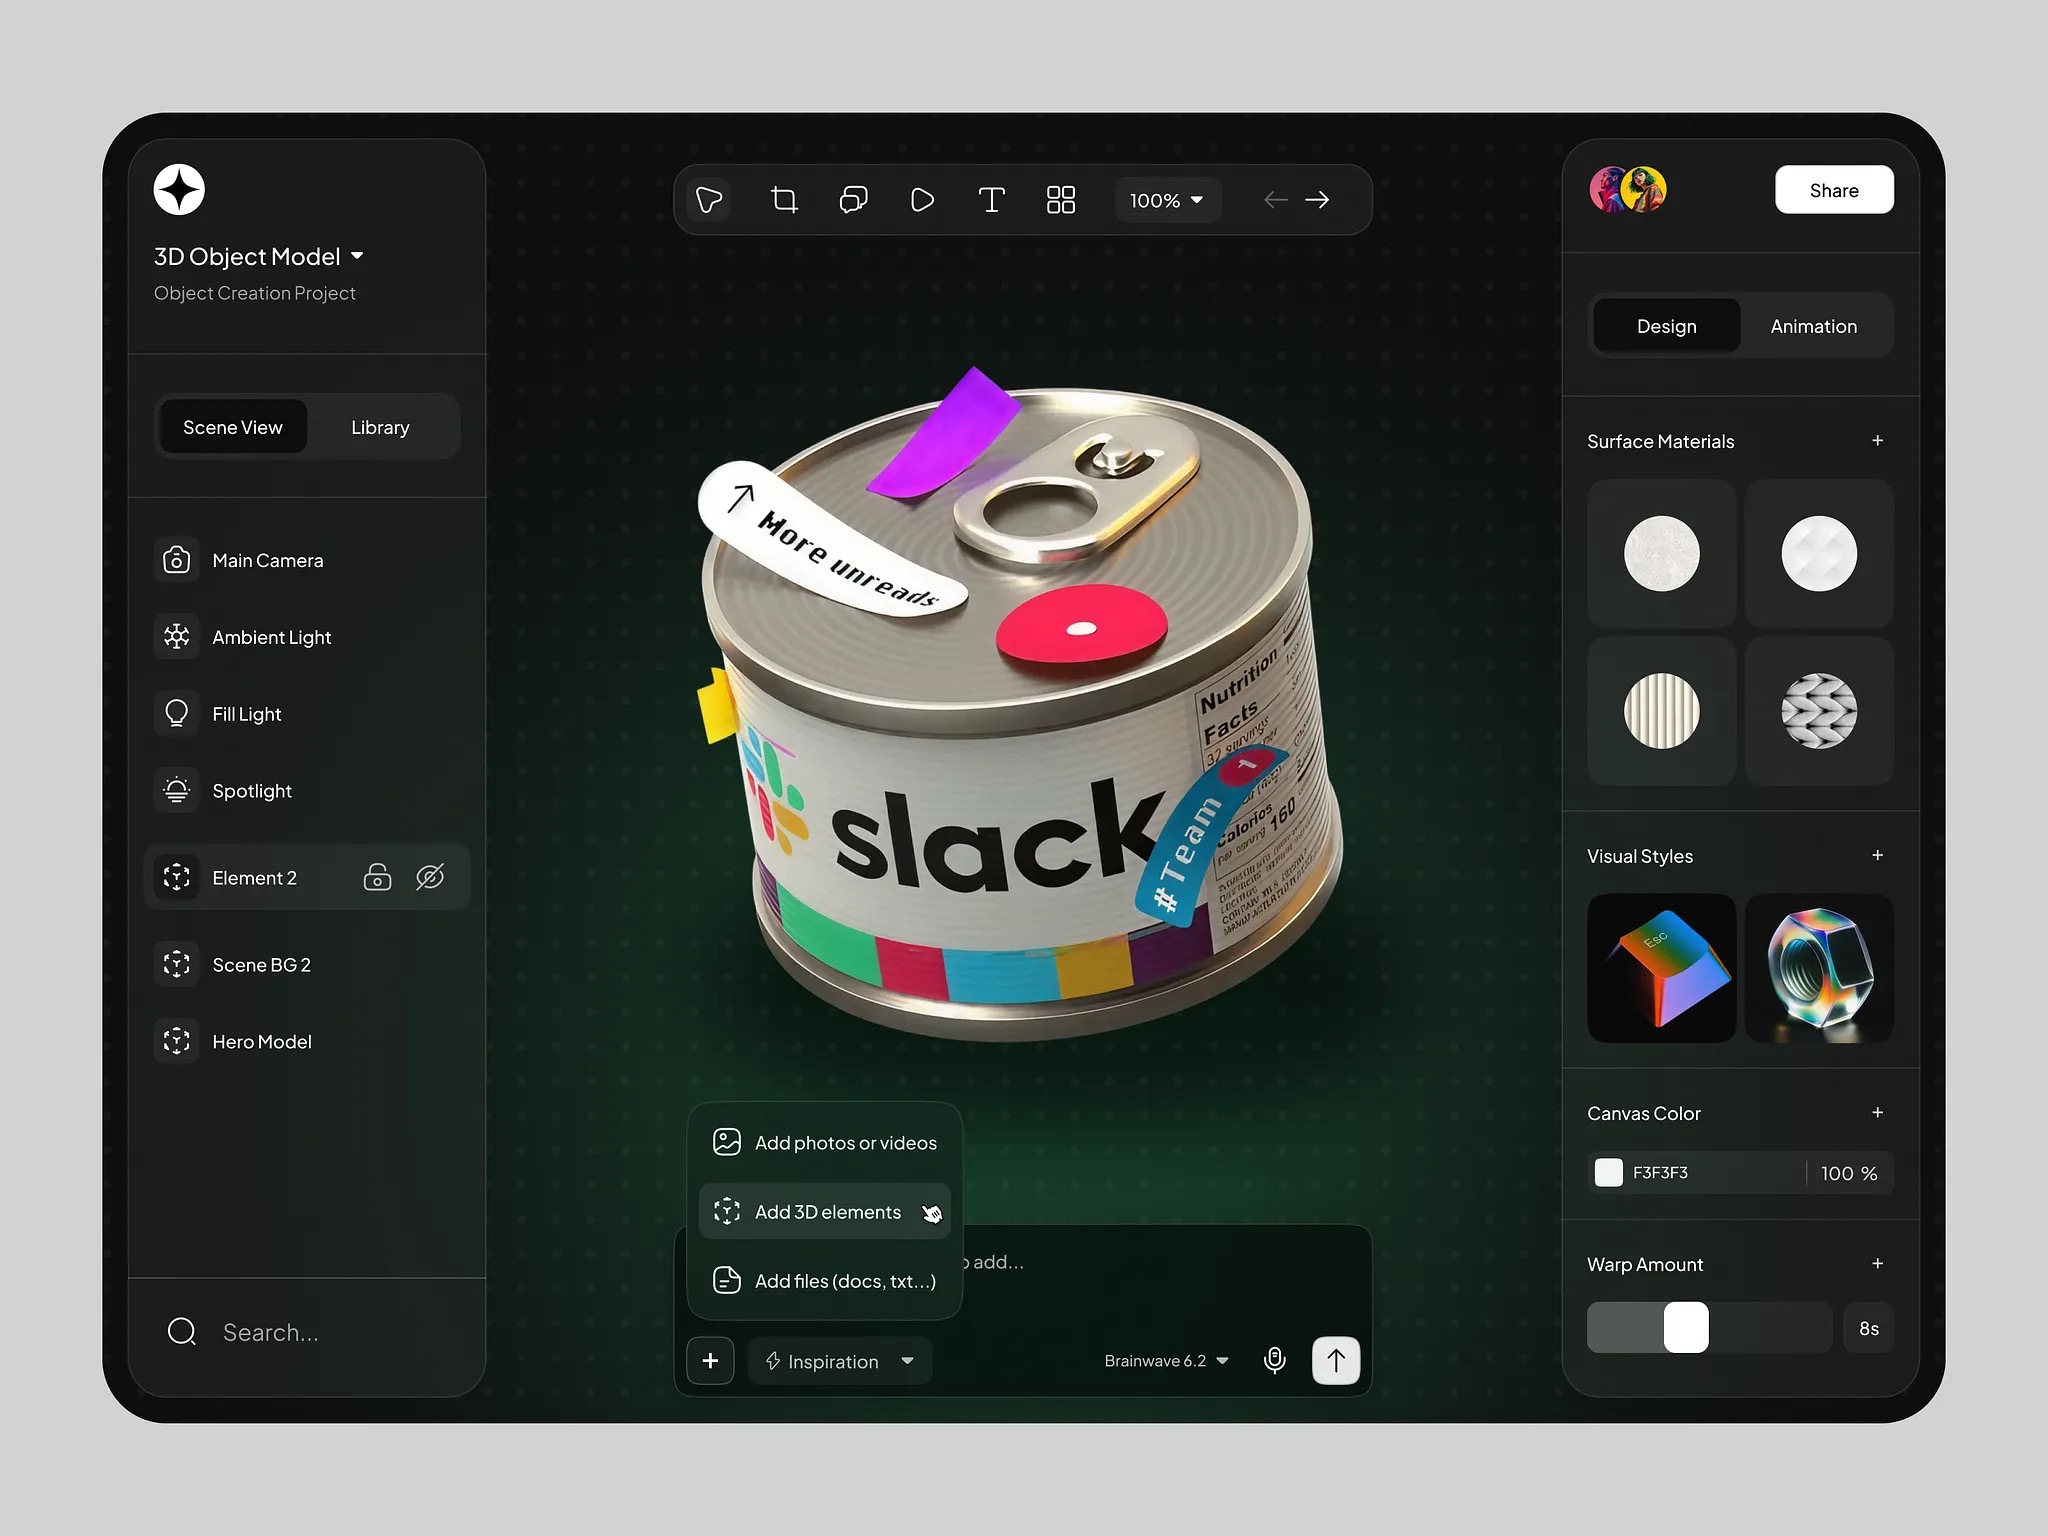 3D Object Model
Object Creation Project
Scene View
Library
Main Camera
Ambient Light
Fill Light
Spotlight
Element 2
Scene BG 2
Hero Model
Search...
100%
↑ More unreads
Nutrition
Facts
slack
#Team 1
Calories 160
Add photos or videos
Add 3D elements
Add files (docs, txt...)
add...
Inspiration
Brainwave 6.2
Share
Design
Animation
Surface Materials
Visual Styles
Esc
Canvas Color
F3F3F3
100 %
Warp Amount
8s